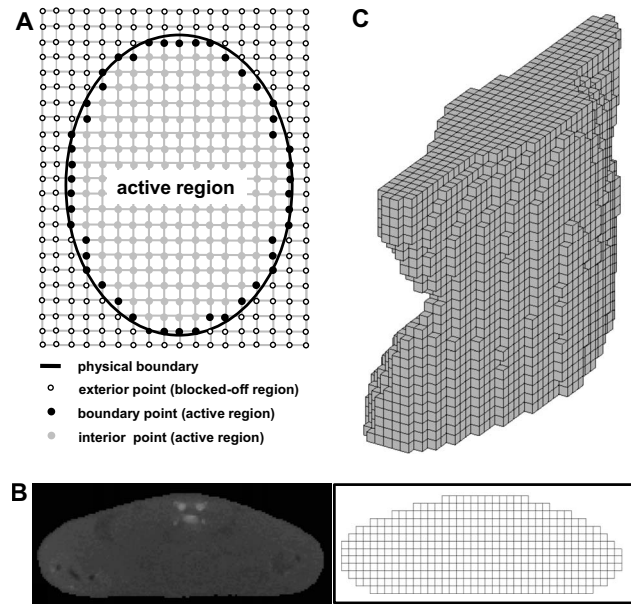 A
active region
physical boundary
exterior point (blocked-off region)
boundary point (active region)
interior point (active region)
C
B